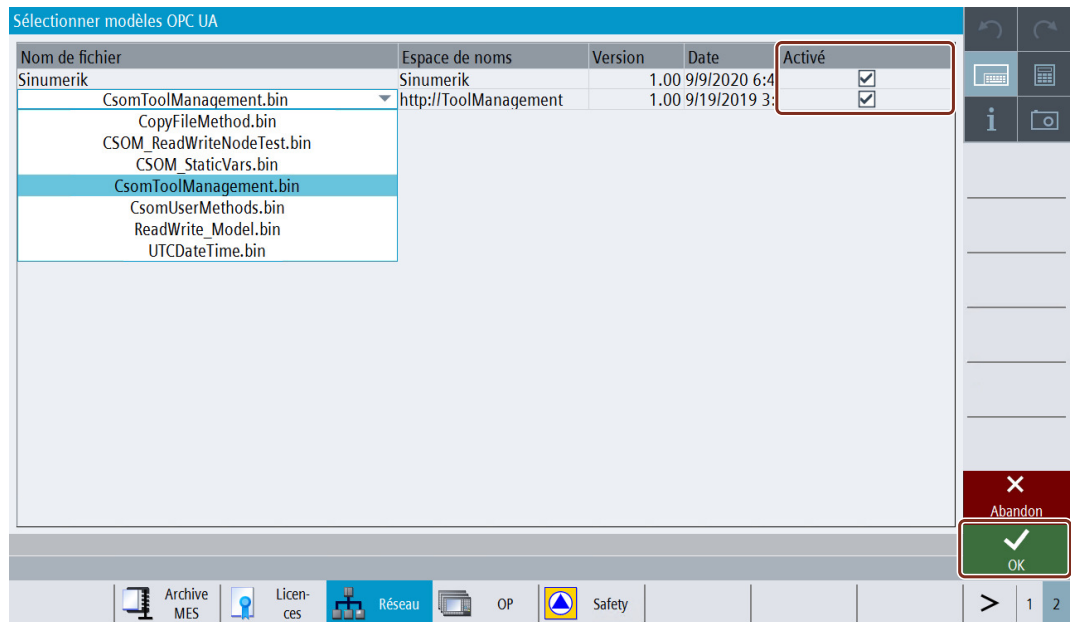 Sélectionner modèles OPC UA
Nom de fichier Espace de noms Version Date Activé
Sinumerik Sinumerik 1.00 9/9/2020 6:4
CsomToolManagement.bin http://ToolManagement 1.00 9/19/2019 3:
CopyFileMethod.bin
CSOM_ReadWriteNodeTest.bin
CSOM_StaticVars.bin
CsomToolManagement.bin
CsomUserMethods.bin
ReadWrite_Model.bin
UTCDateTime.bin
i
Abandon
OK
Archive
MES
Licen-
ces
Réseau
OP
Safety
> 1 2